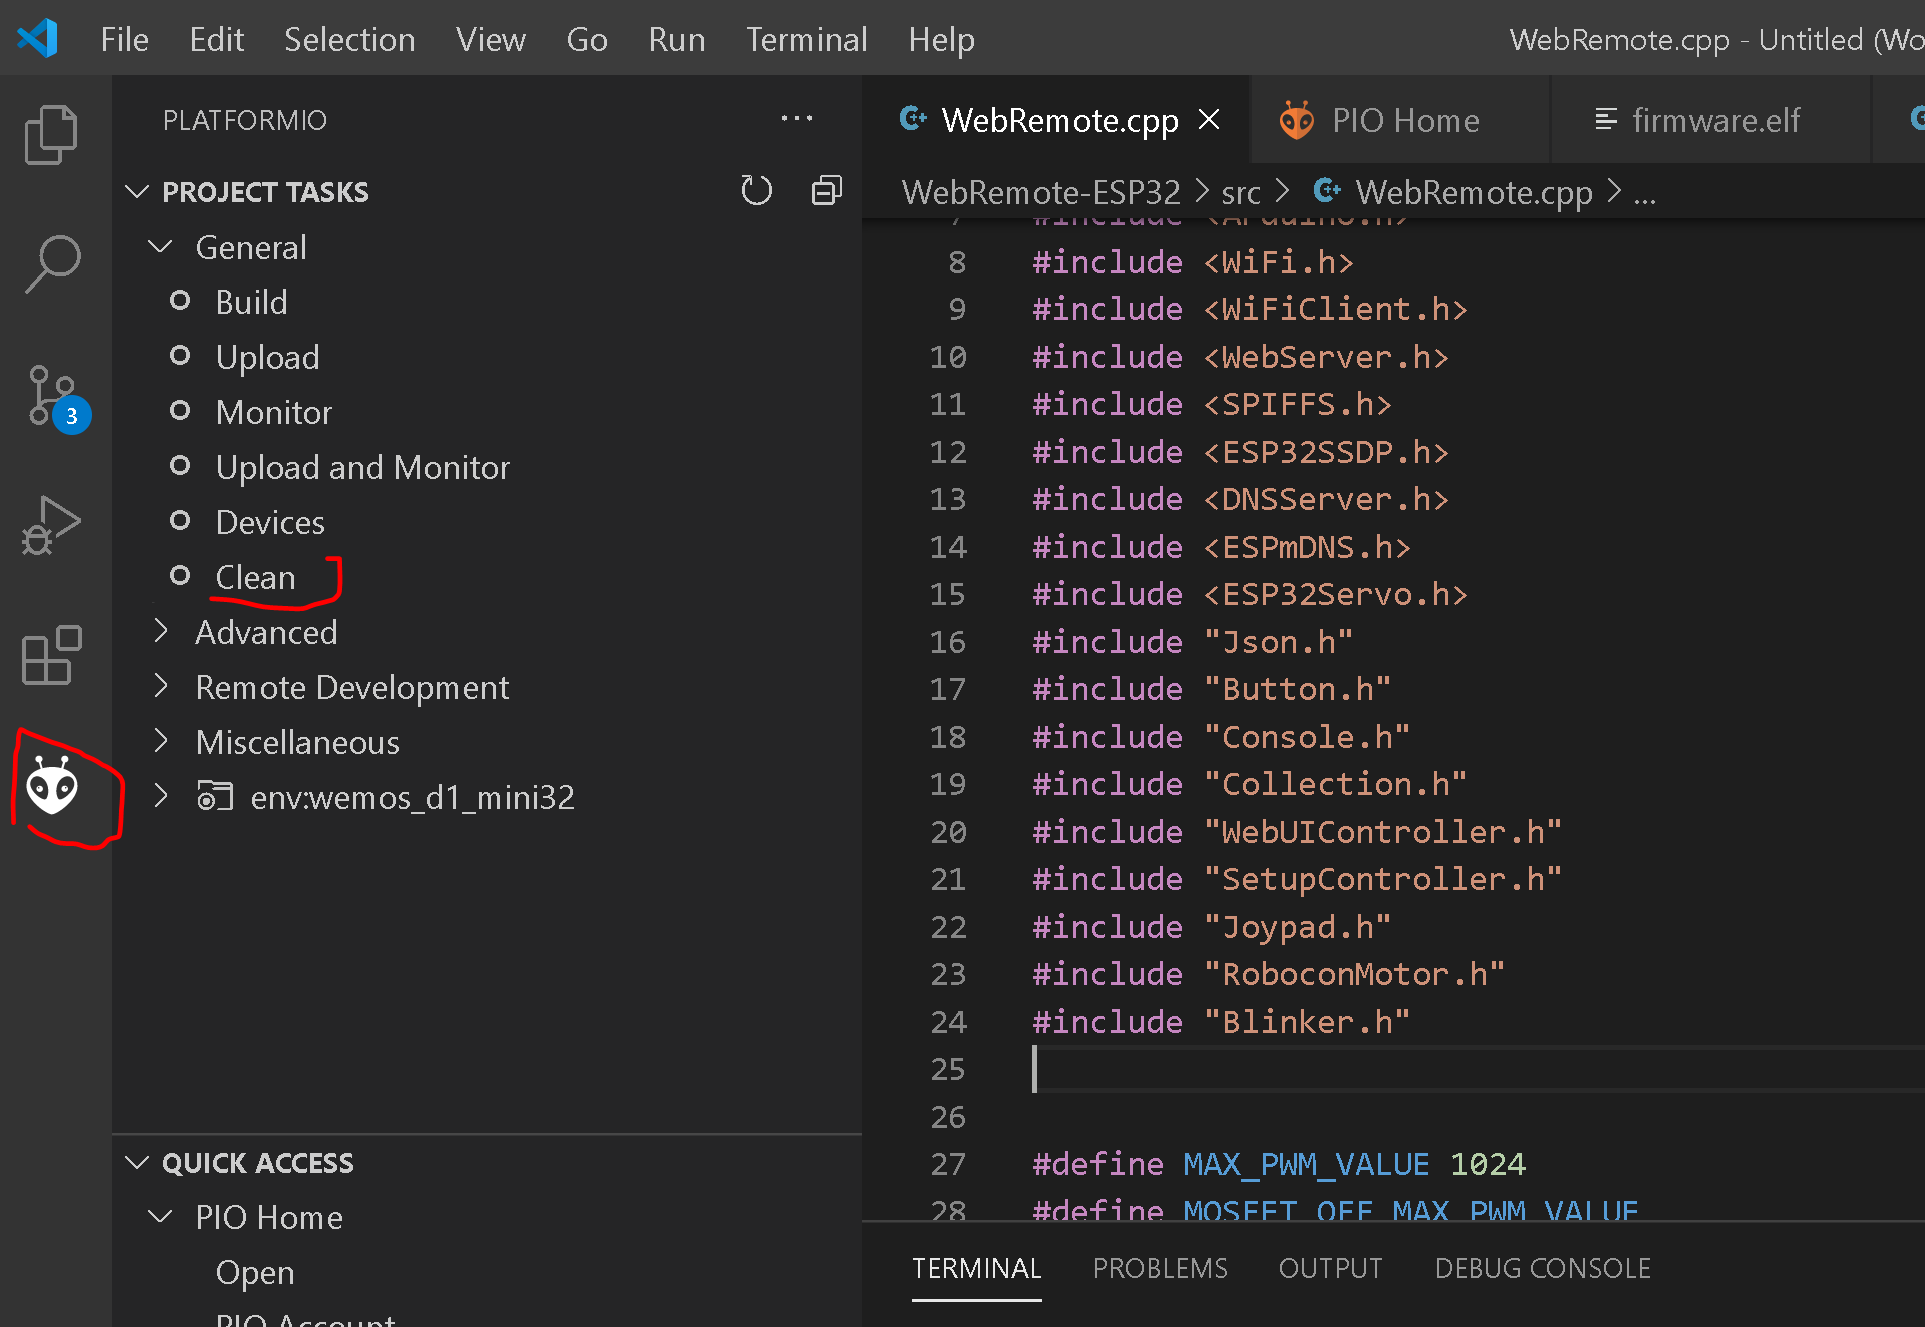 File Edit Selection View Go Run Terminal Help
WebRemote.cpp - Untitled (Wo
PLATFORMIO
PROJECT TASKS
General
Build
Upload
Monitor
Upload and Monitor
Devices
Clean
Advanced
Remote Development
Miscellaneous
env:wemos_d1_mini32
QUICK ACCESS
PIO Home
Open
PIO Account
3
WebRemote.cpp PIO Home firmware.elf
WebRemote-ESP32 > src > WebRemote.cpp > ...
7 #include <Arduino.h>
8 #include <WiFi.h>
9 #include <WiFiClient.h>
10 #include <WebServer.h>
11 #include <SPIFFS.h>
12 #include <ESP32SSDP.h>
13 #include <DNSServer.h>
14 #include <ESPmDNS.h>
15 #include <ESP32Servo.h>
16 #include "Json.h"
17 #include "Button.h"
18 #include "Console.h"
19 #include "Collection.h"
20 #include "WebUIController.h"
21 #include "SetupController.h"
22 #include "Joypad.h"
23 #include "RoboconMotor.h"
24 #include "Blinker.h"
25
26
27 #define MAX_PWM_VALUE 1024
28 #define MOSFET_OFF MAX_PWM_VALUE
TERMINAL PROBLEMS OUTPUT DEBUG CONSOLE